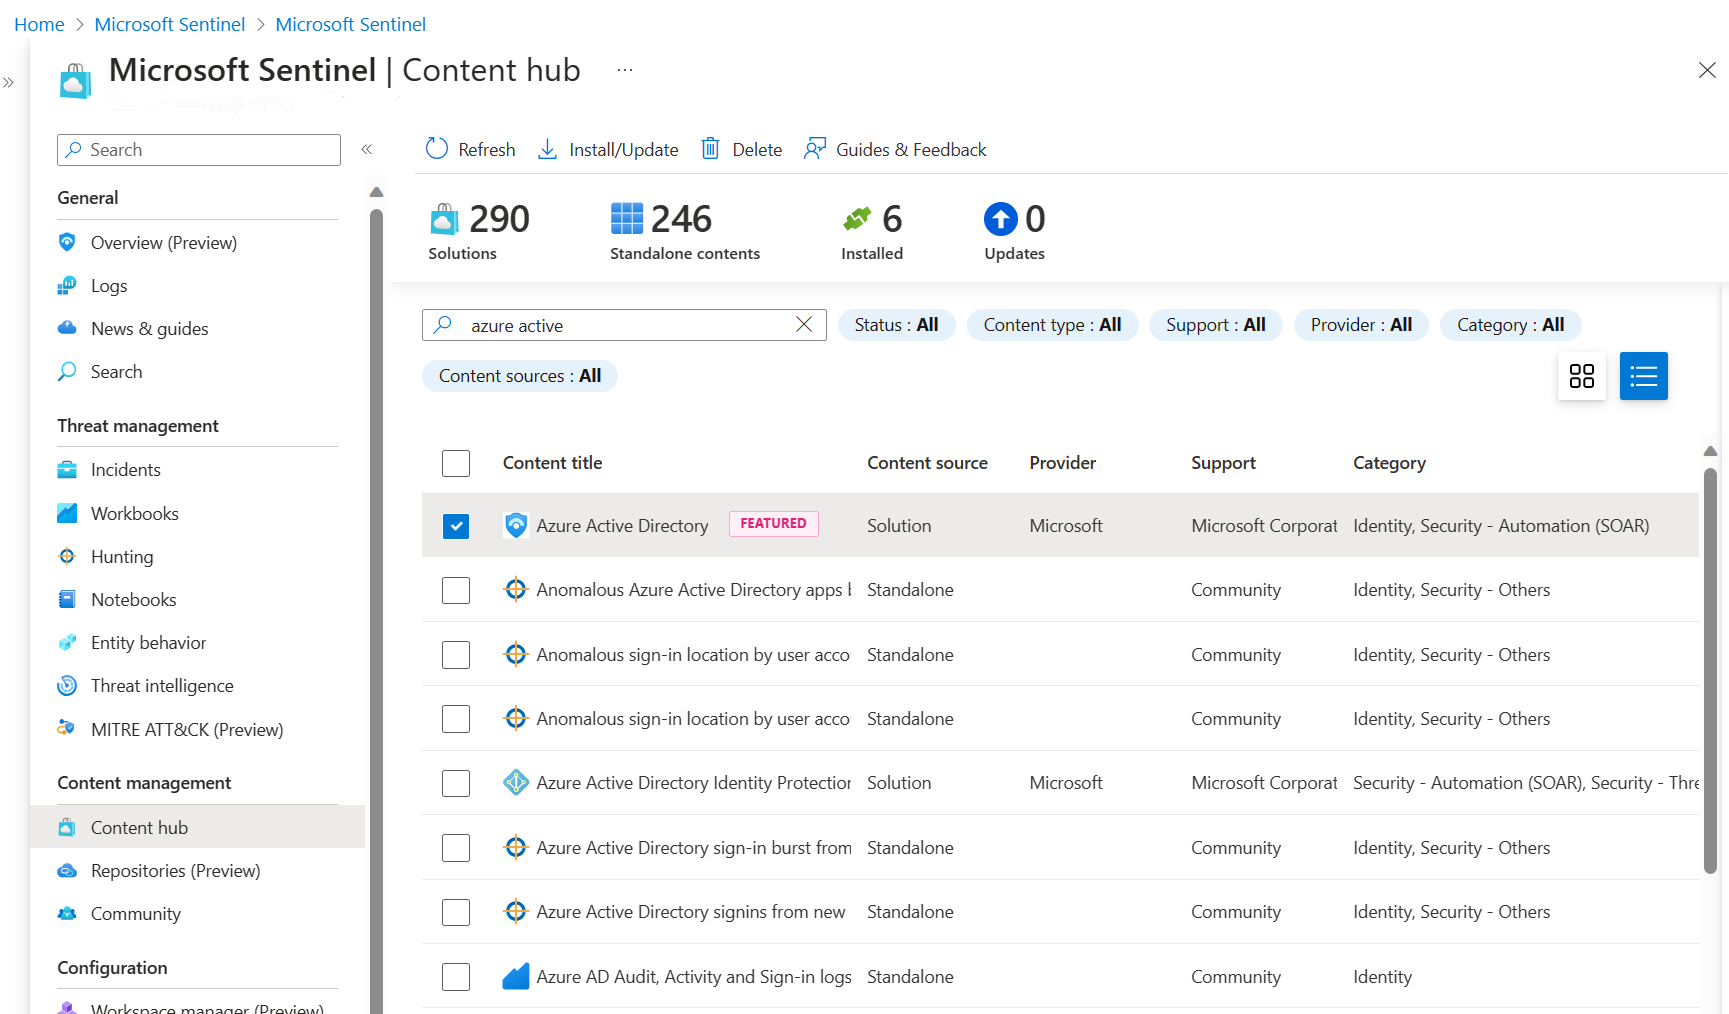 Home > Microsoft Sentinel > Microsoft Sentinel
Microsoft Sentinel | Content hub ...
Search
General
Overview (Preview)
Logs
News & guides
Search
Threat management
Incidents
Workbooks
Hunting
Notebooks
Entity behavior
Threat intelligence
MITRE ATT&CK (Preview)
Content management
Content hub
Repositories (Preview)
Community
Configuration
Workspace manager (Preview)
Refresh Install/Update Delete Guides & Feedback
290 246 6 0
Solutions Standalone contents Installed Updates
azure active Status : All Content type : All Support : All Provider : All Category : All
Content sources : All
Content title Content source Provider Support Category
Azure Active Directory FEATURED Solution Microsoft Microsoft Corporat Identity, Security - Automation (SOAR)
Anomalous Azure Active Directory apps Standalone Community Identity, Security - Others
Anomalous sign-in location by user acco Standalone Community Identity, Security - Others
Anomalous sign-in location by user acco Standalone Community Identity, Security - Others
Azure Active Directory Identity Protection Solution Microsoft Microsoft Corporat Security - Automation (SOAR), Security - Thre
Azure Active Directory sign-in burst from Standalone Community Identity, Security - Others
Azure Active Directory signins from new Standalone Community Identity, Security - Others
Azure AD Audit, Activity and Sign-in logs Standalone Community Identity